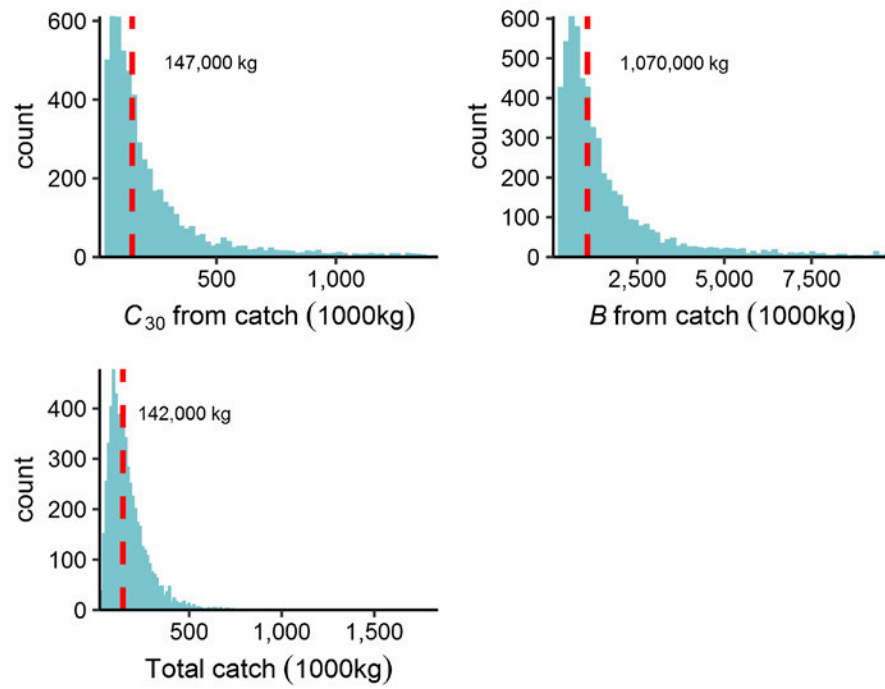 600
400
200
0
count
147,000 kg
500
1,000
C30 from catch (1000kg)
600
500
400
300
200
100
0
count
1,070,000 kg
2,500
5,000
7,500
B from catch (1000kg)
400
300
200
100
0
count
142,000 kg
500
1,000
1,500
Total catch (1000kg)